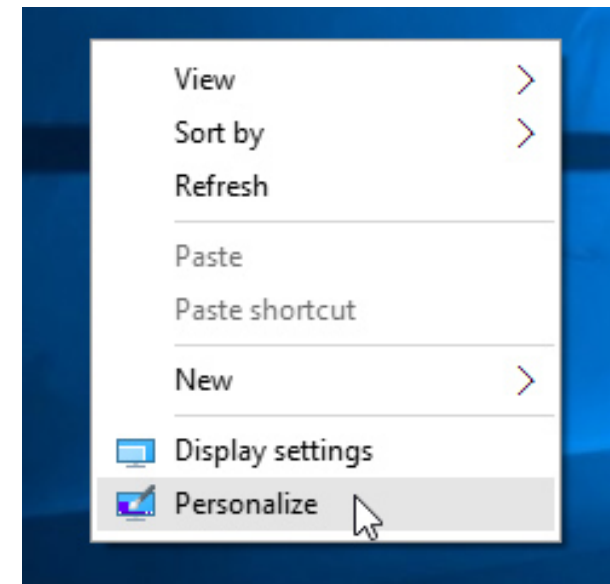 View
Sort by
Refresh
Paste
Paste shortcut
New
Display settings
Personalize